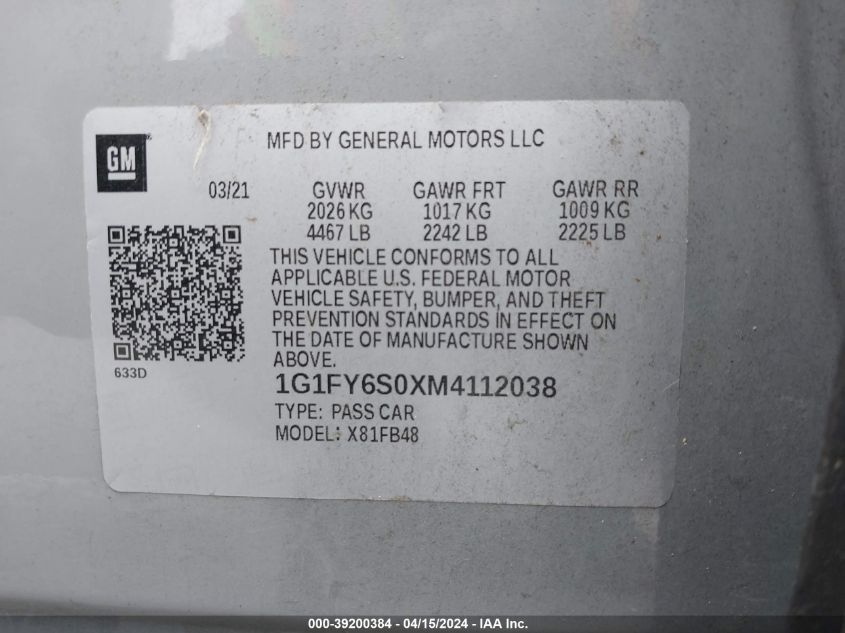 MFD BY GENERAL MOTORS LLC
GM
03/21 GVWR GAWR FRT GAWR RR
2026 KG 1017 KG 1009 KG
4467 LB 2242 LB 2225 LB
THIS VEHICLE CONFORMS TO ALL
APPLICABLE U.S. FEDERAL MOTOR
VEHICLE SAFETY, BUMPER, AND THEFT
PREVENTION STANDARDS IN EFFECT ON
THE DATE OF MANUFACTURE SHOWN
ABOVE.
633D
1G1FY6S0XM4112038
TYPE: PASS CAR
MODEL: X81FB48
000-39200384 - 04/15/2024 - IAA Inc.